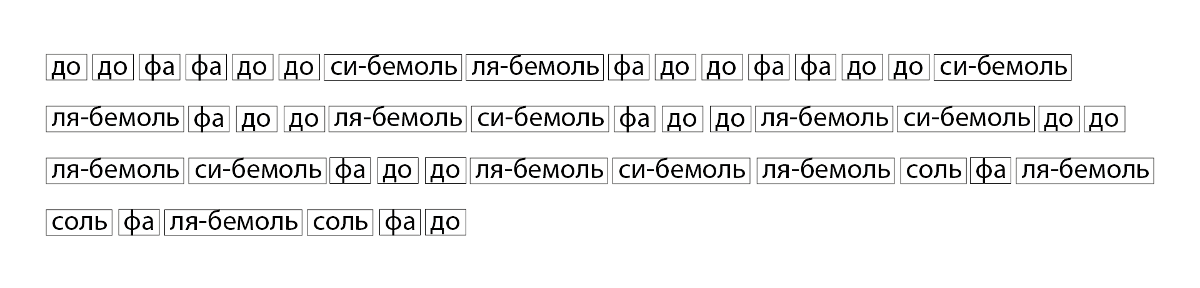 до до фа фа до до си-бемоль ля-бемоль фа до до фа фа до до си-бемоль
ля-бемоль фа до до ля-бемоль си-бемоль фа до до ля-бемоль си-бемоль до до
ля-бемоль си-бемоль фа до до ля-бемоль си-бемоль ля-бемоль соль фа ля-бемоль
соль фа ля-бемоль соль фа до